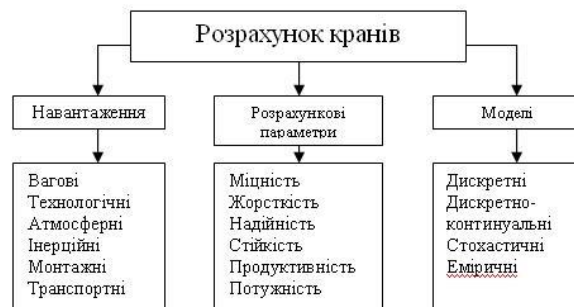 Розрахунок кранів
Навантаження
Розрахункові
параметри
Моделі
Вагові
Технологічні
Атмосферні
Інерційні
Монтажні
Транспортні
Міцність
Жорсткість
Надійність
Стійкість
Продуктивність
Потужність
Дискретні
Дискретно-
континуальні
Стохастичні
Еміричні